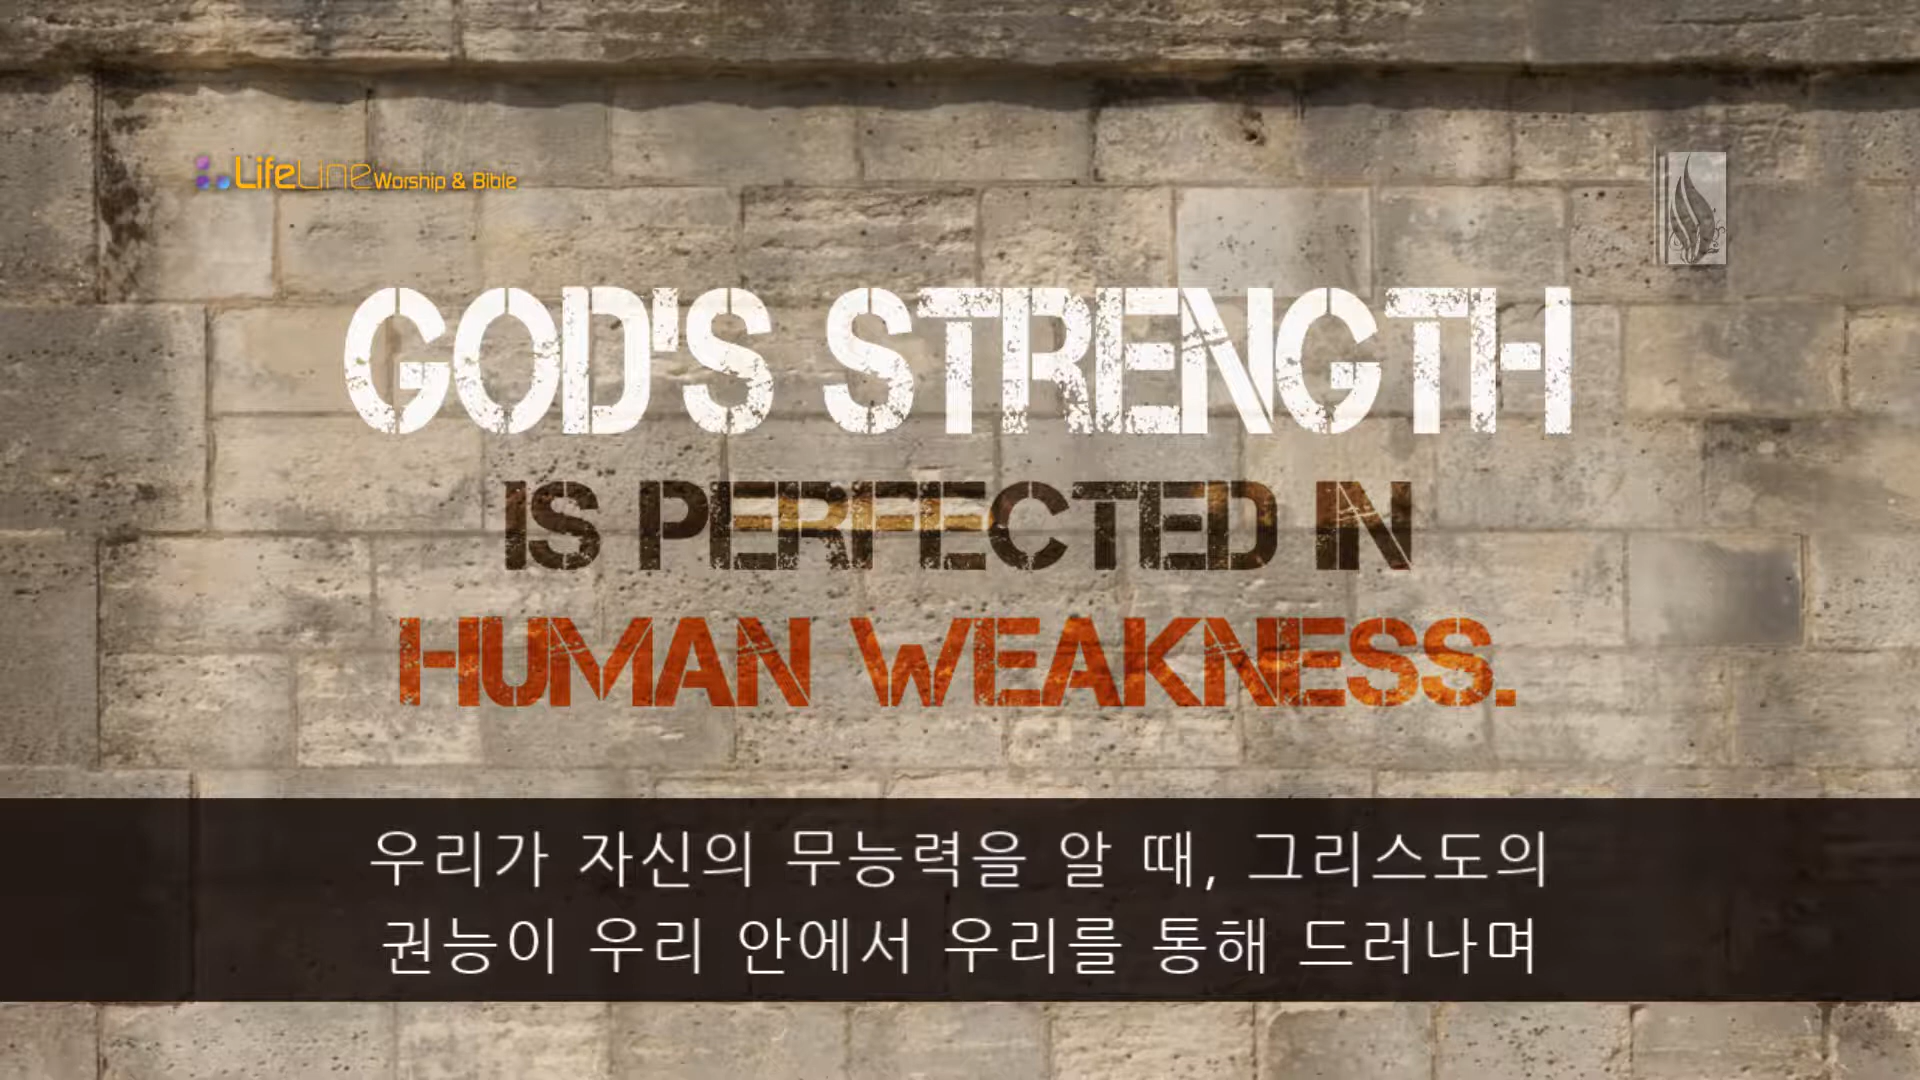 LifeLine Worship & Bible
GOD'S STRENGTH
IS PERFECTED IN
HUMAN WEAKNESS.
우리가 자신의 무능력을 알 때, 그리스도의
권능이 우리 안에서 우리를 통해 드러나며